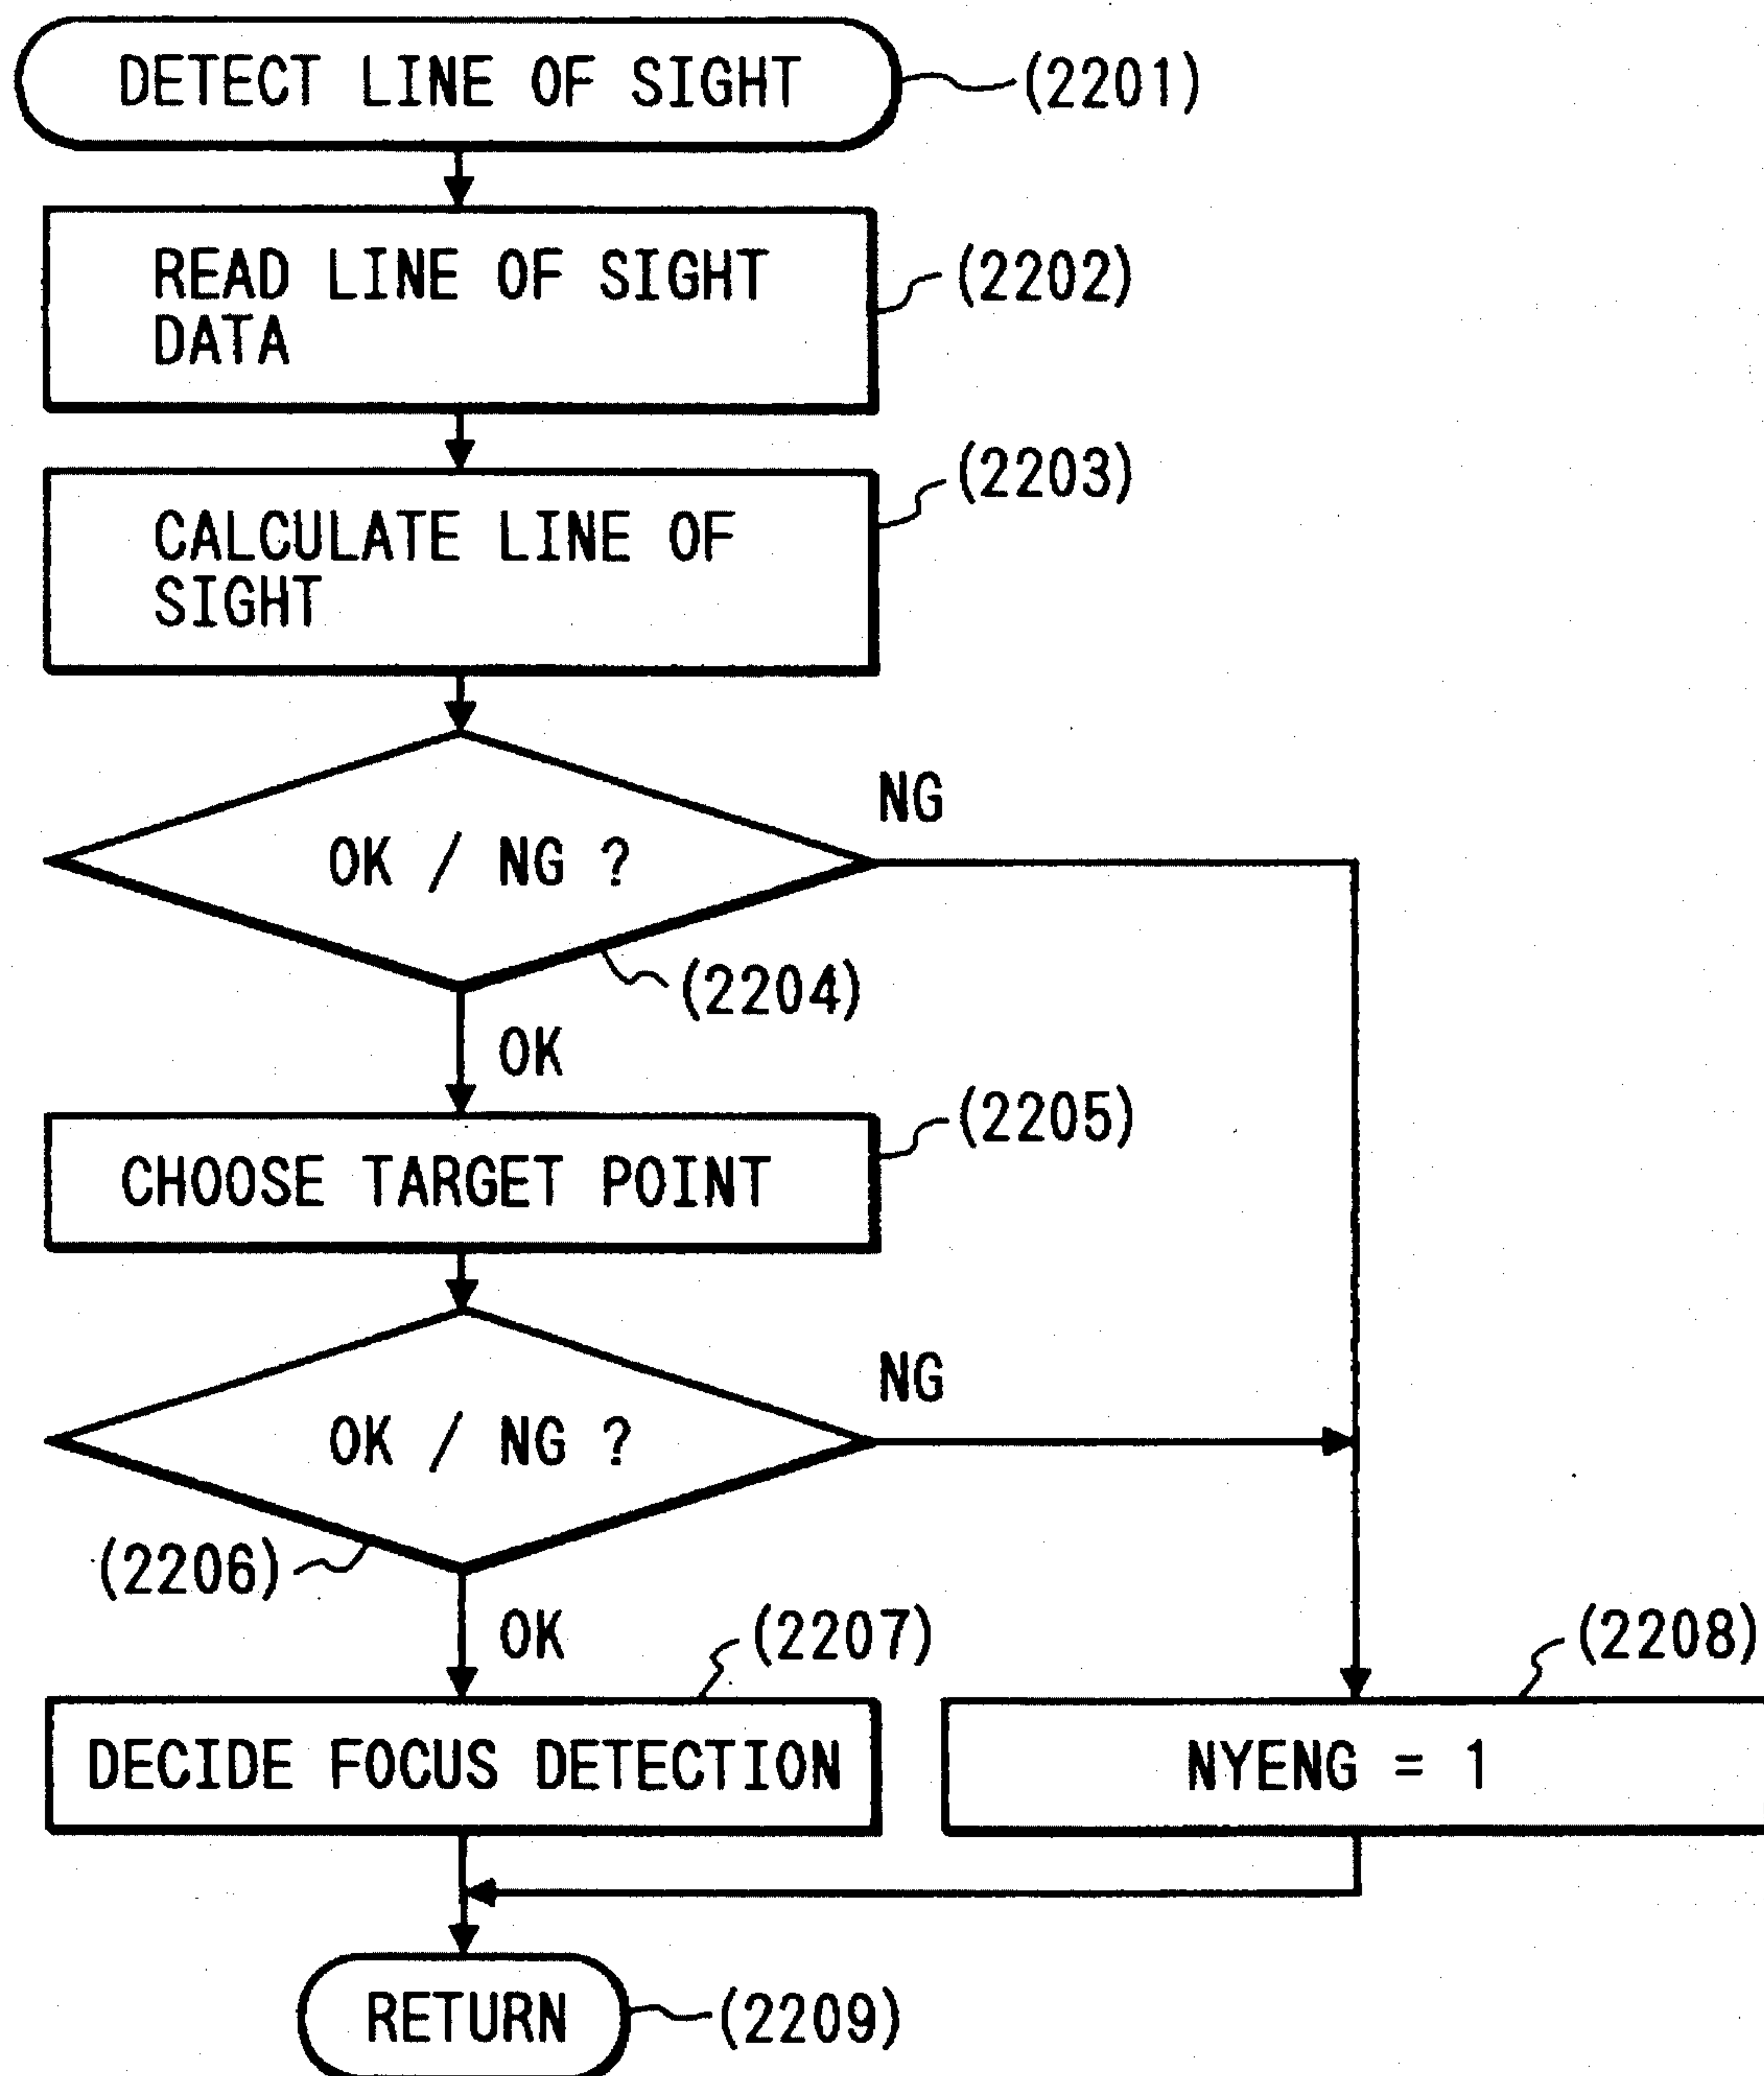 DETECT LINE OF SIGHT
(2201)
READ LINE OF SIGHT
DATA
(2202)
(2203)
CALCULATE LINE OF
SIGHT
NG
OK / NG ?
(2204)
OK
(2205)
CHOOSE TARGET POINT
NG
OK / NG ?
(2206)
OK
(2207)
(2208)
DECIDE FOCUS DETECTION
NYENG = 1
RETURN
(2209)